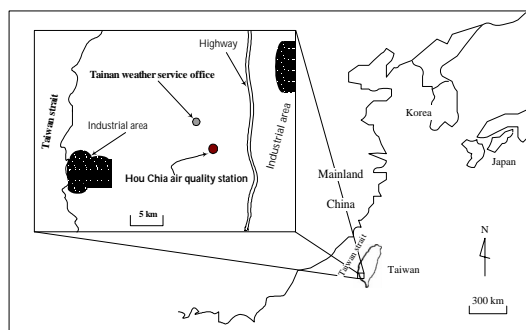 Highway
Tainan weather service office
Taiwan strait
Industrial area
Industrial area
Hou Chia air quality station
5 km
Korea
Japan
Mainland
China
Taiwan strait
Taiwan
N
300 km